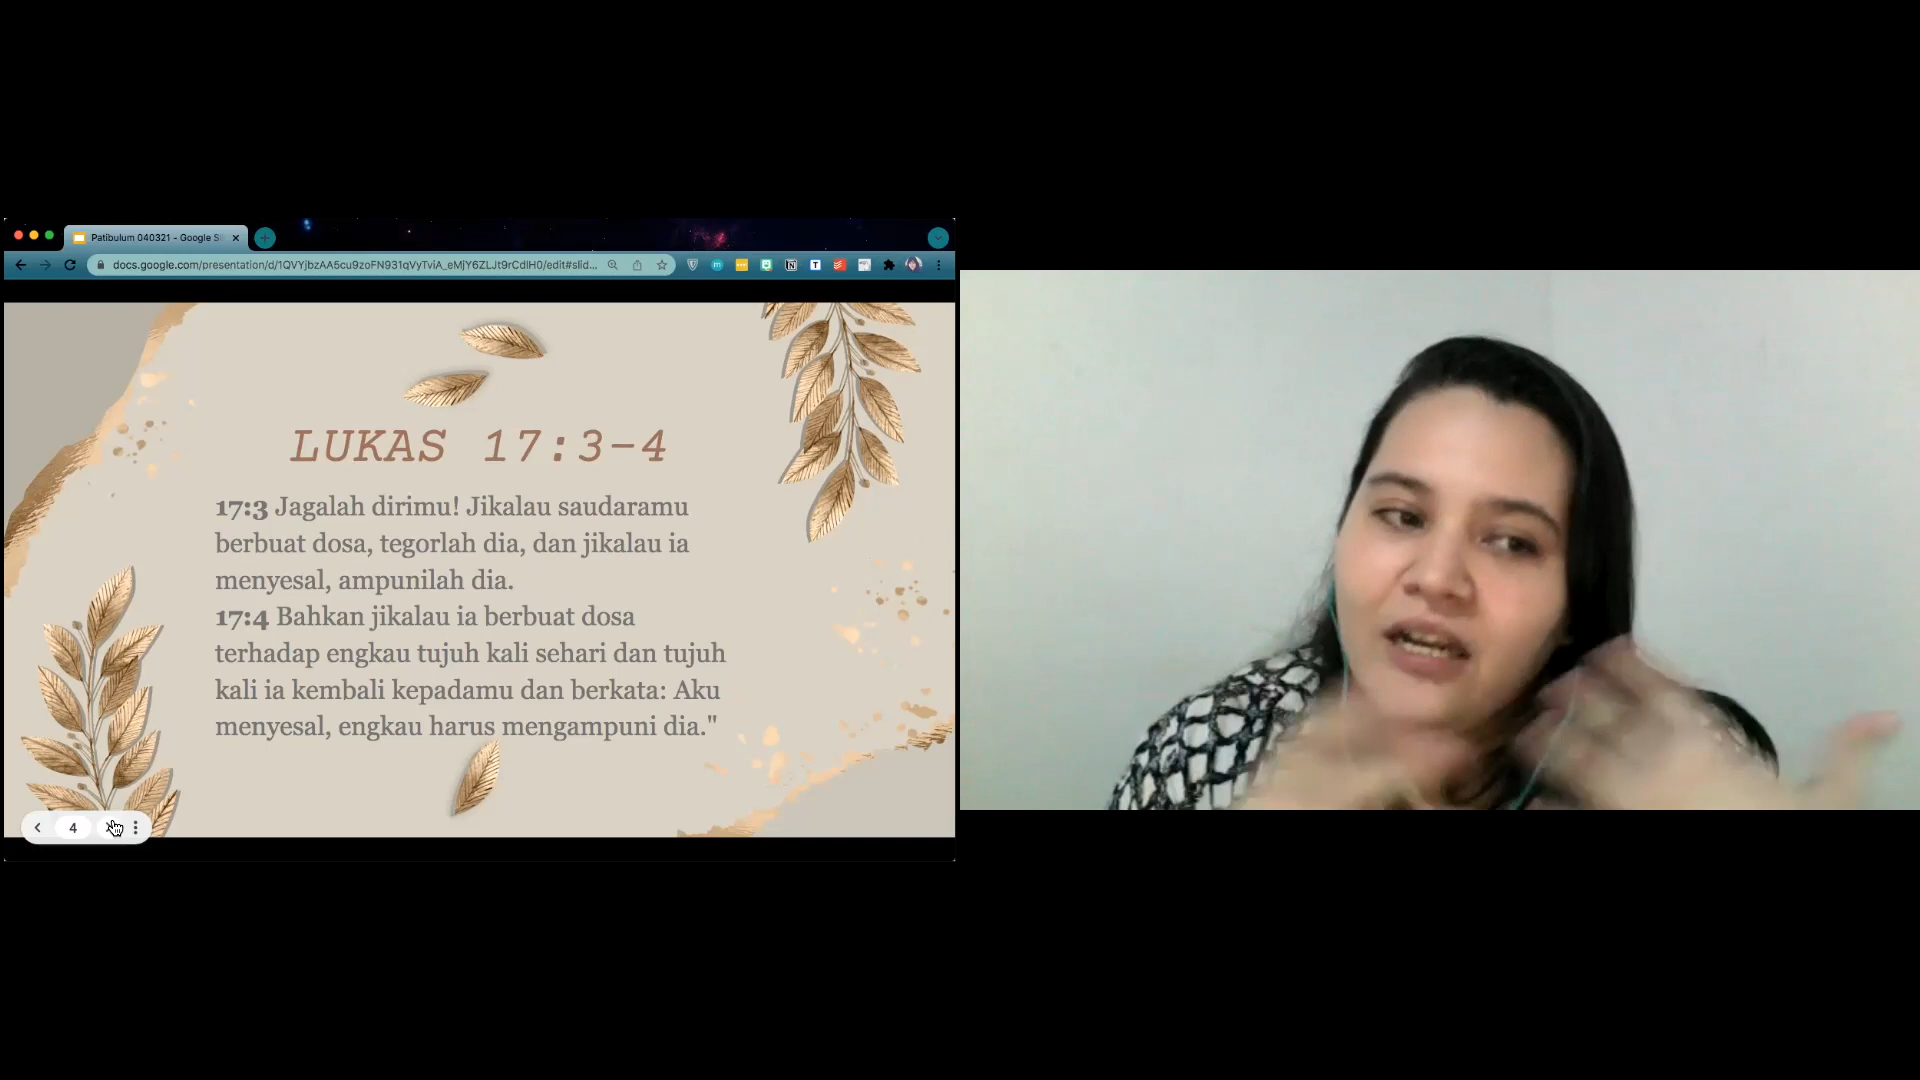 Patibulum 040321 - Google S
docs.google.com/presentation/d/1QVYjbzAA5cu9zoFN931qVyTviA_eMjY6ZLJt9rCdIH0/edit#slid...
LUKAS 17:3-4
17:3 Jagalah dirimu! Jikalau saudaramu
berbuat dosa, tegorlah dia, dan jikalau ia
menyesal, ampunilah dia.
17:4 Bahkan jikalau ia berbuat dosa
terhadap engkau tujuh kali sehari dan tujuh
kali ia kembali kepadamu dan berkata: Aku
menyesal, engkau harus mengampuni dia."
4